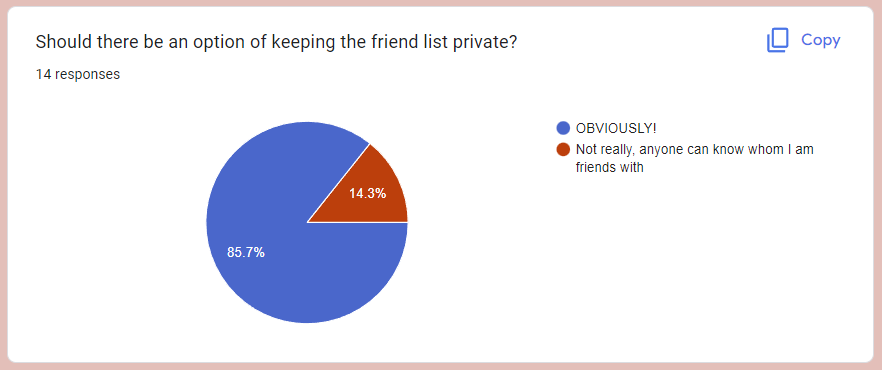 Should there be an option of keeping the friend list private?
Copy
14 responses
OBVIOUSLY!
Not really, anyone can know whom I am
friends with
14.3%
85.7%